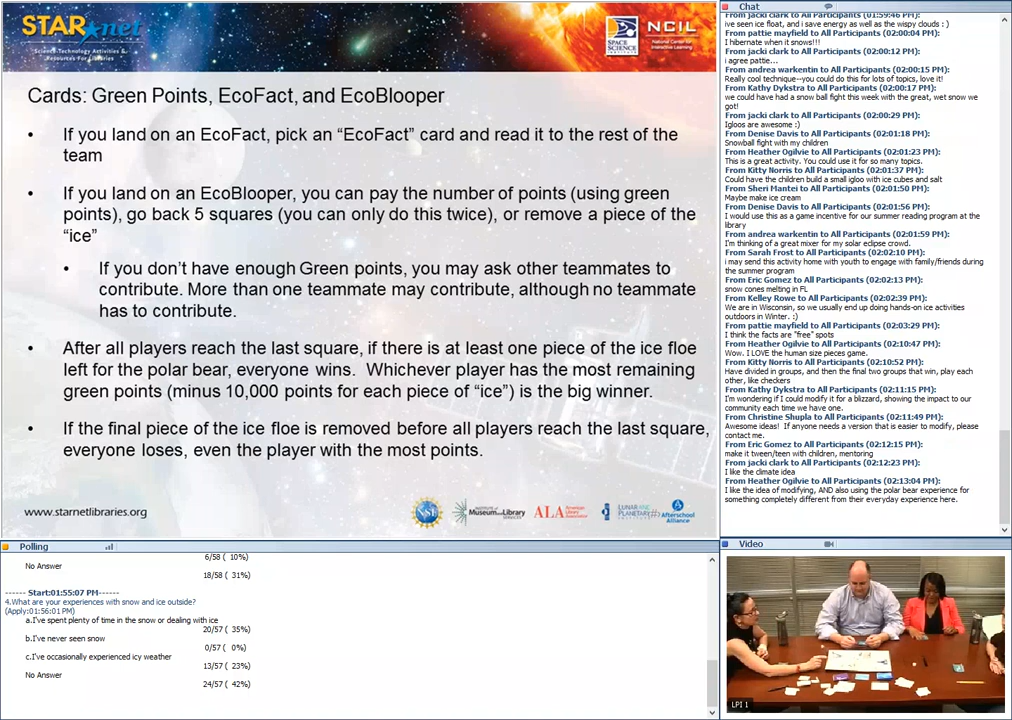 STARnet
Science-Technology Activities &
Resources For Libraries
SPACE
SCIENCE
INSTITUTE
NCIL
National Center for
Interactive Learning
Cards: Green Points, EcoFact, and EcoBlooper
• If you land on an EcoFact, pick an “EcoFact” card and read it to the rest of the
team
• If you land on an EcoBlooper, you can pay the number of points (using green
points), go back 5 squares (you can only do this twice), or remove a piece of the
“ice”
• If you don’t have enough Green points, you may ask other teammates to
contribute. More than one teammate may contribute, although no teammate
has to contribute.
• After all players reach the last square, if there is at least one piece of the ice floe
left for the polar bear, everyone wins. Whichever player has the most remaining
green points (minus 10,000 points for each piece of “ice”) is the big winner.
• If the final piece of the ice floe is removed before all players reach the last square,
everyone loses, even the player with the most points.
www.starnetlibraries.org
NSF
INSTITUTE of
Museum and Library
SERVICES
ALA American
Library
Association
LUNAR AND
PLANETARY
INSTITUTE
Afterschool
Alliance
Polling
6/58 ( 10%)
No Answer
18/58 ( 31%)
------ Start:01:55:07 PM------
4.What are your experiences with snow and ice outside?
(Apply:01:56:01 PM)
a.I've spent plenty of time in the snow or dealing with ice
20/57 ( 35%)
b.I've never seen snow
0/57 ( 0%)
c.I've occasionally experienced icy weather
13/57 ( 23%)
No Answer
24/57 ( 42%)
Chat
From jacki clark to All Participants (01:59:46 PM):
ive seen ice float, and i save energy as well as the wispy clouds : )
From pattie mayfield to All Participants (02:00:04 PM):
I hibernate when it snows!!!
From jacki clark to All Participants (02:00:12 PM):
i agree pattie...
From andrea warkentin to All Participants (02:00:15 PM):
Really cool technique--you could do this for lots of topics, love it!
From Kathy Dykstra to All Participants (02:00:17 PM):
we could have had a snow ball fight this week with the great, wet snow we
got!
From jacki clark to All Participants (02:00:29 PM):
Igloos are awesome :)
From Denise Davis to All Participants (02:01:18 PM):
Snowball fight with my children
From Heather Ogilvie to All Participants (02:01:23 PM):
This is a great activity. You could use it for so many topics.
From Kitty Norris to All Participants (02:01:37 PM):
Could have the children build a small igloo with ice cubes and salt
From Sheri Mantei to All Participants (02:01:50 PM):
Maybe make ice cream
From Denise Davis to All Participants (02:01:56 PM):
I would use this as a game incentive for our summer reading program at the
library
From andrea warkentin to All Participants (02:01:59 PM):
I'm thinking of a great mixer for my solar eclipse crowd.
From Sarah Frost to All Participants (02:02:10 PM):
i may send this activity home with youth to engage with family/friends during
the summer program
From Eric Gomez to All Participants (02:02:13 PM):
snow cones melting in FL
From Kelley Rowe to All Participants (02:02:39 PM):
We are in Wisconsin, so we usually end up doing hands-on ice activities
outdoors in Winter. :)
From pattie mayfield to All Participants (02:03:29 PM):
I think the facts are "free" spots
From Heather Ogilvie to All Participants (02:10:47 PM):
Wow. I LOVE the human size pieces game.
From Kitty Norris to All Participants (02:10:52 PM):
Have divided in groups, and then the final two groups that win, play each
other, like checkers
From Kathy Dykstra to All Participants (02:11:15 PM):
I'm wondering if I could modify it for a blizzard, showing the impact to our
community each time we have one.
From Christine Shupla to All Participants (02:11:49 PM):
Awesome ideas! If anyone needs a version that is easier to modify, please
contact me.
From Eric Gomez to All Participants (02:12:15 PM):
make it tween/teen with children, mentoring
From jacki clark to All Participants (02:12:23 PM):
I like the climate idea
From Heather Ogilvie to All Participants (02:13:04 PM):
I like the idea of modifying, AND also using the polar bear experience for
something completely different from their everyday experience here.
Video
LPI 1